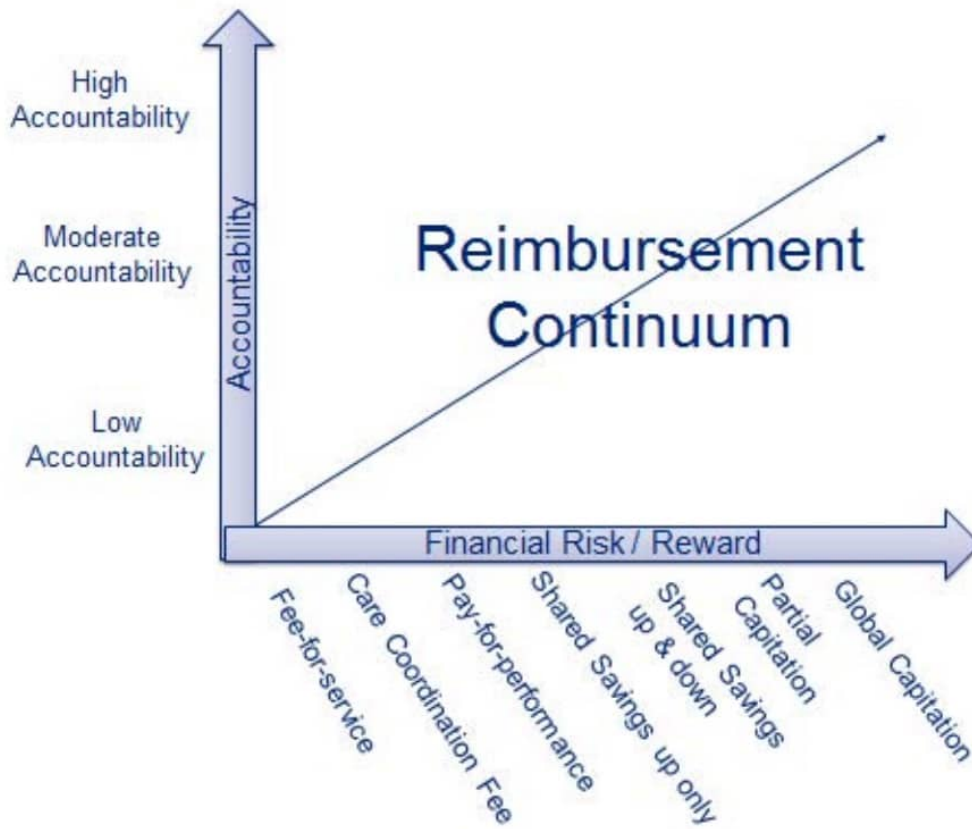 High
Accountability
Moderate
Accountability
Low
Accountability
Accountability
Reimbursement
Continuum
Financial Risk / Reward
Fee-for-service
Care Coordination Fee
Pay-for-performance
Shared Savings up only
Shared Savings
up & down
Partial
Capitation
Global Capitation